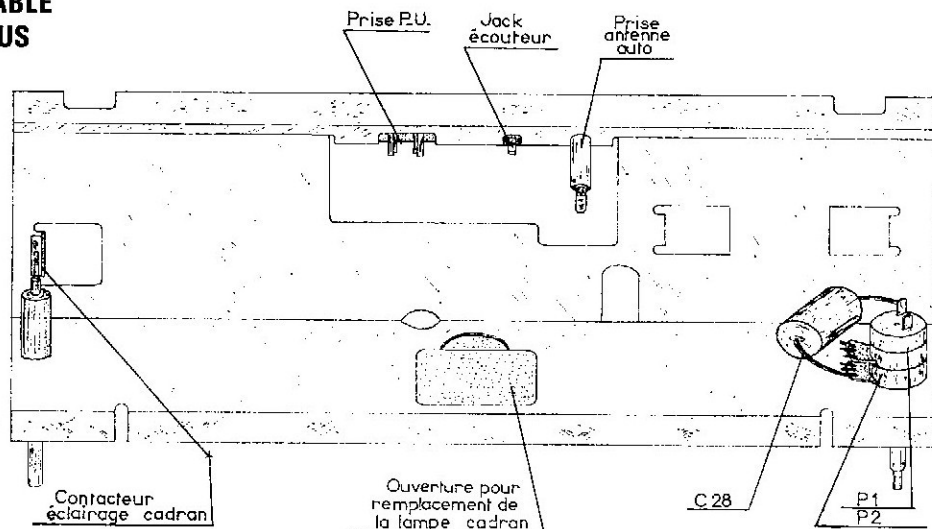 ABLE
US
Prise P.U.
Jack
écouteur
Prise
antenne
auto
Contacteur
éclairage cadran
Ouverture pour
remplacement de
la lampe cadran
C 28
P1
P2